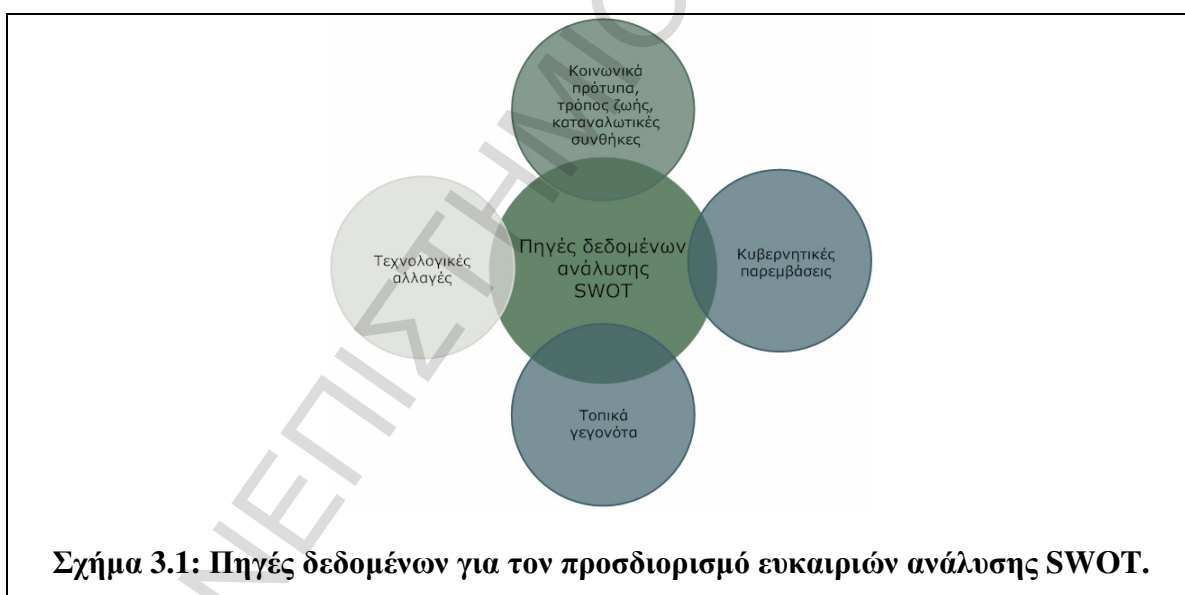 Κοινωνικά
πρότυπα,
τρόπος ζωής,
καταναλωτικές
συνθήκες
Τεχνολογικές
αλλαγές
Πηγές δεδομένων
ανάλυσης
SWOT
Κυβερνητικές
παρεμβάσεις
Τοπικά
γεγονότα
Σχήμα 3.1: Πηγές δεδομένων για τον προσδιορισμό ευκαιριών ανάλυσης SWOT.
ΝΕΠΙΣΤΗΜΙΟ